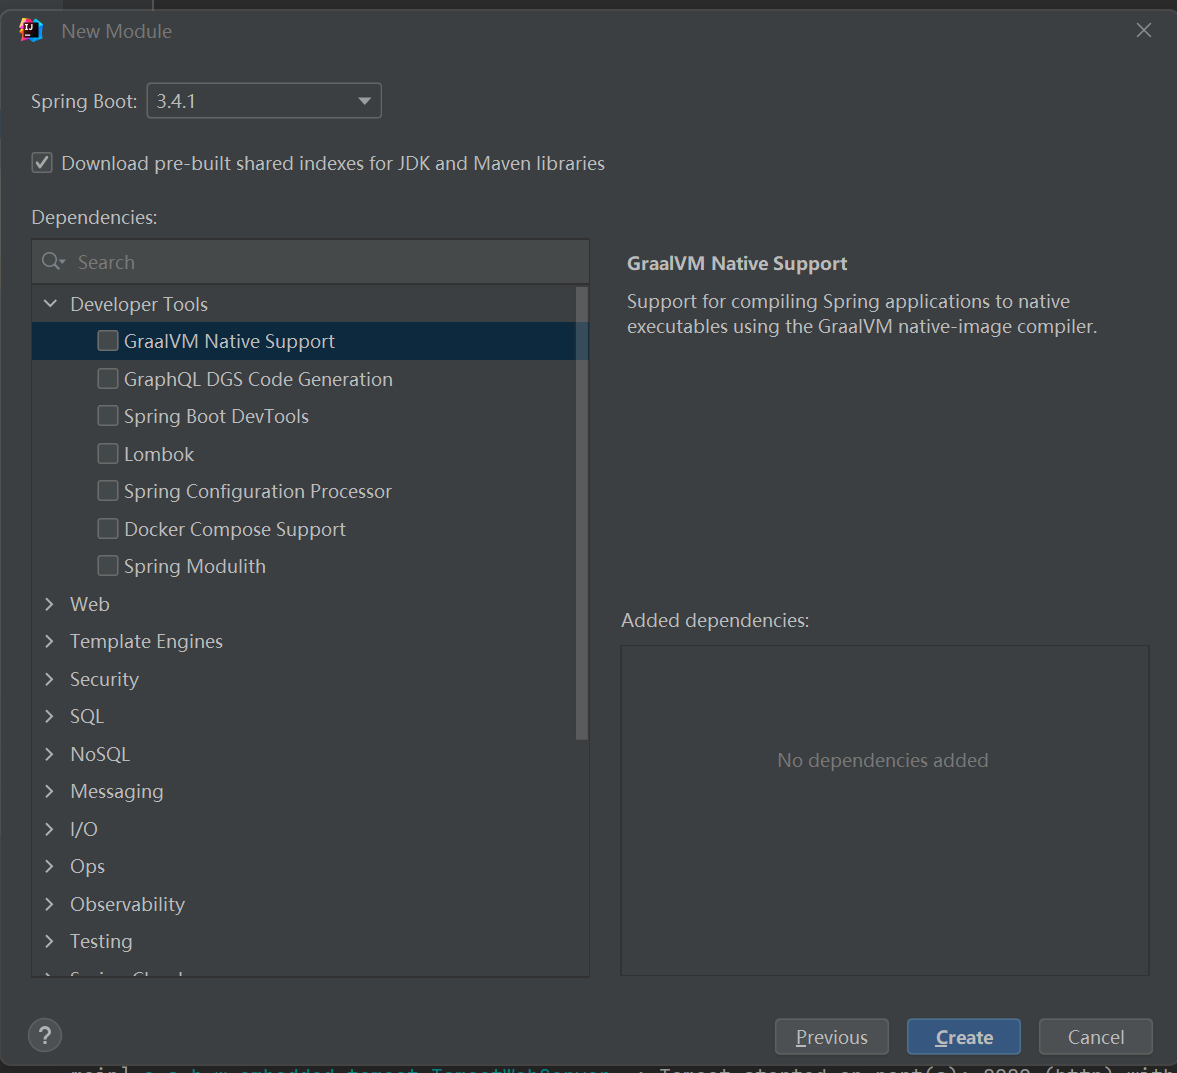 New Module
Spring Boot: 3.4.1
Download pre-built shared indexes for JDK and Maven libraries
Dependencies:
Search
Developer Tools
GraalVM Native Support
GraphQL DGS Code Generation
Spring Boot DevTools
Lombok
Spring Configuration Processor
Docker Compose Support
Spring Modulith
Web
Template Engines
Security
SQL
NoSQL
Messaging
I/O
Ops
Observability
Testing
GraalVM Native Support
Support for compiling Spring applications to native
executables using the GraalVM native-image compiler.
Added dependencies:
No dependencies added
?
Previous
Create
Cancel